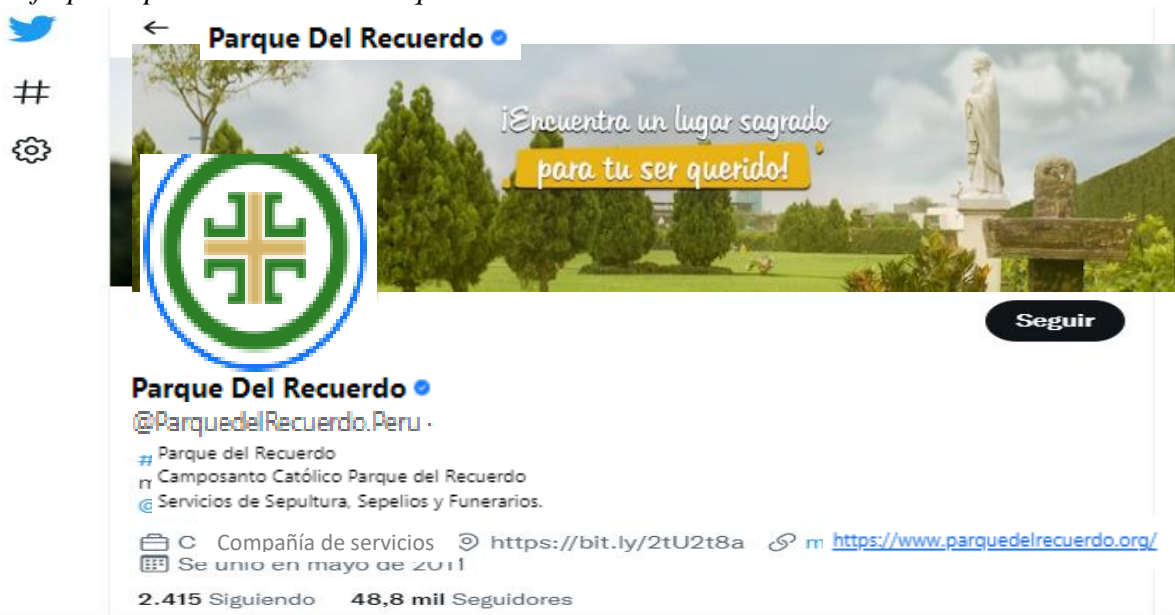 Parque Del Recuerdo
¡Encuentra un lugar sagrado
para tu ser querido!
Seguir
Parque Del Recuerdo
@ParquedelRecuerdo.Peru ·
# Parque del Recuerdo
m Camposanto Católico Parque del Recuerdo
@ Servicios de Sepultura, Sepelios y Funerarios.
C Compañía de servicios https://bit.ly/2tU2t8a m https://www.parquedelrecuerdo.org/
Se unió en mayo de 2011
2.415 Siguiendo 48,8 mil Seguidores